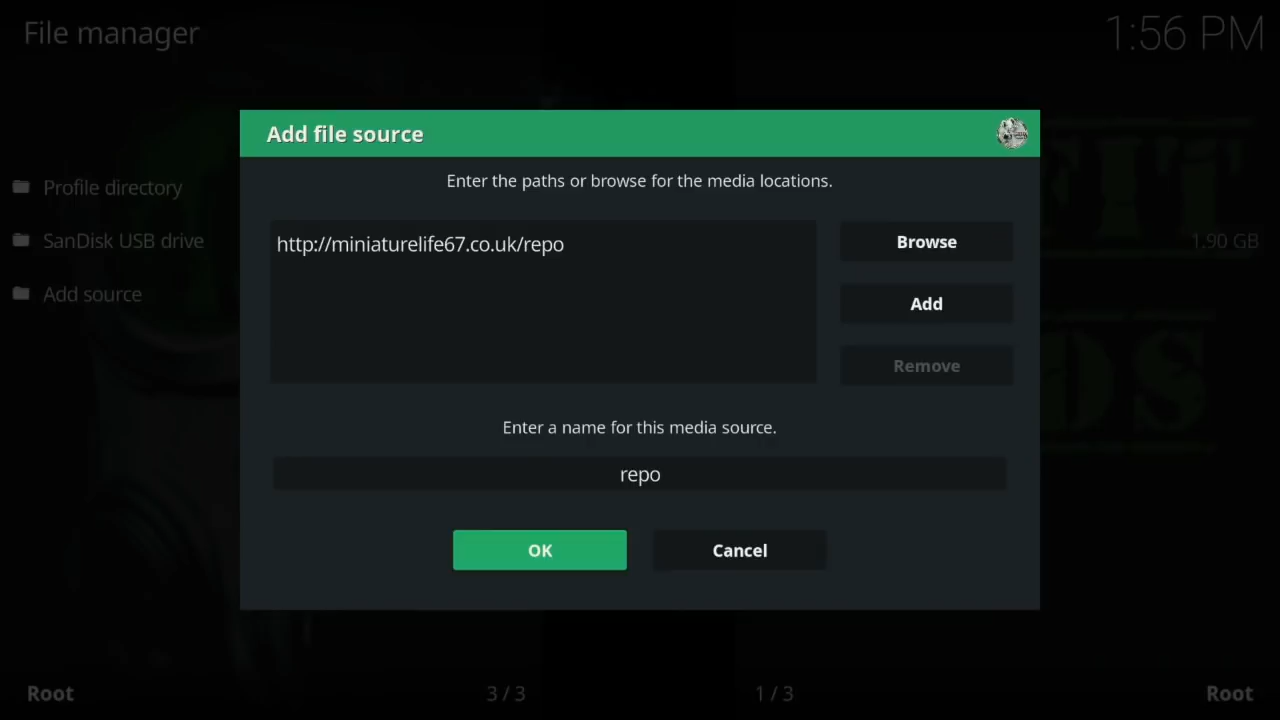 File manager
1:56 PM
Add file source
Enter the paths or browse for the media locations.
Profile directory
http://miniaturelife67.co.uk/repo
Browse
SanDisk USB drive
1.90 GB
Add source
Add
Remove
Enter a name for this media source.
repo
OK
Cancel
Root
3 / 3
1 / 3
Root